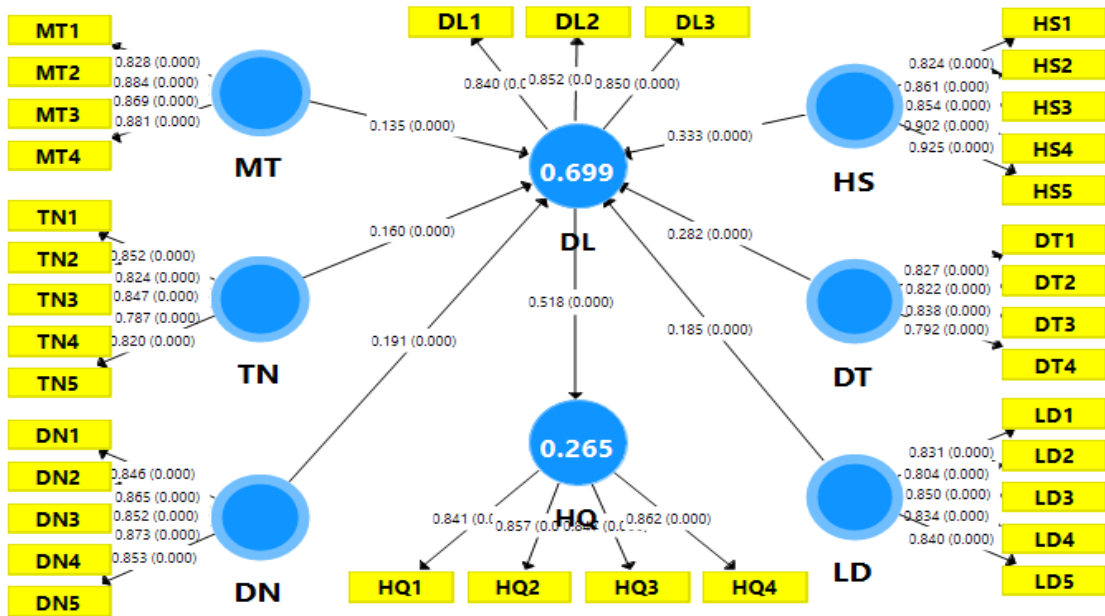 MT1
MT2
MT3
MT4
0.828 (0.000)
0.884 (0.000)
0.869 (0.000)
0.881 (0.000)
MT
0.135 (0.000)
DL1
DL2
DL3
0.840
0.852
0.850 (0.000)
0.699
DL
HS1
HS2
HS3
HS4
HS5
0.824 (0.000)
0.861 (0.000)
0.854 (0.000)
0.902 (0.000)
0.925 (0.000)
HS
0.333 (0.000)
TN1
TN2
TN3
TN4
TN5
0.852 (0.000)
0.824 (0.000)
0.847 (0.000)
0.787 (0.000)
0.820 (0.000)
TN
0.160 (0.000)
0.518 (0.000)
0.282 (0.000)
DT1
DT2
DT3
DT4
0.827 (0.000)
0.822 (0.000)
0.838 (0.000)
0.792 (0.000)
DT
0.191 (0.000)
0.185 (0.000)
DN1
DN2
DN3
DN4
DN5
0.846 (0.000)
0.865 (0.000)
0.852 (0.000)
0.873 (0.000)
0.853 (0.000)
DN
0.265
HQ
0.841
0.857
0.862 (0.000)
HQ1
HQ2
HQ3
HQ4
LD1
LD2
LD3
LD4
LD5
0.831 (0.000)
0.804 (0.000)
0.850 (0.000)
0.834 (0.000)
0.840 (0.000)
LD